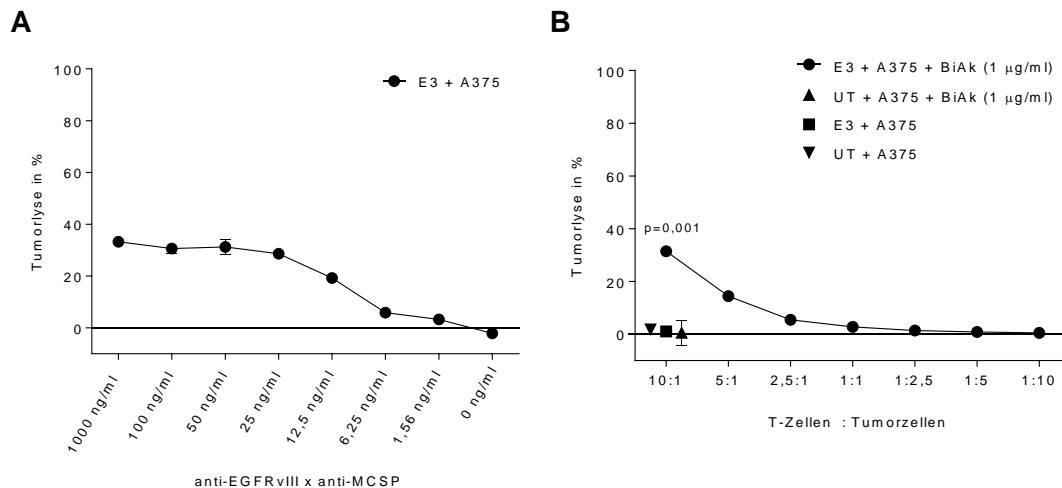 A
Tumorlyse in %
100
80
60
40
20
0
E3 + A375
1000 ng/ml
100 ng/ml
50 ng/ml
25 ng/ml
12,5 ng/ml
6,25 ng/ml
1,56 ng/ml
0 ng/ml
anti-EGFRvIII x anti-MCSP
B
Tumorlyse in %
100
80
60
40
20
0
E3 + A375 + BiAk (1 µg/ml)
UT + A375 + BiAk (1 µg/ml)
E3 + A375
UT + A375
p=0,001
10:1 5:1 2,5:1 1:1 1:2,5 1:5 1:10
T-Zellen : Tumorzellen